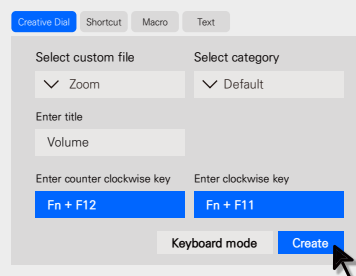 Creative Dial Shortcut Macro Text
Select custom file Select category
Zoom Default
Enter title
Volume
Enter counter clockwise key Enter clockwise key
Fn + F12 Fn + F11
Keyboard mode Create